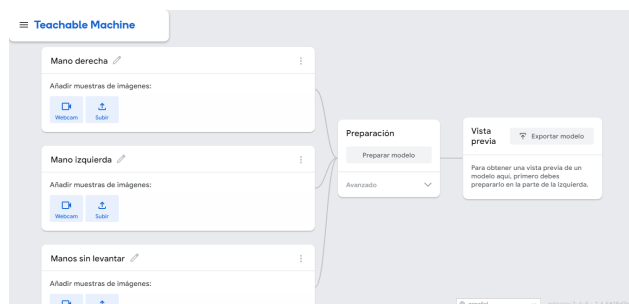 Teachable Machine
Mano derecha
Añadir muestras de imágenes:
Webcam
Subir
Mano izquierda
Añadir muestras de imágenes:
Webcam
Subir
Manos sin levantar
Añadir muestras de imágenes:
Preparación
Preparar modelo
Avanzado
Vista previa
Exportar modelo
Para obtener una vista previa de un
modelo aquí, primero debes
prepararlo en la parte de la izquierda.
español